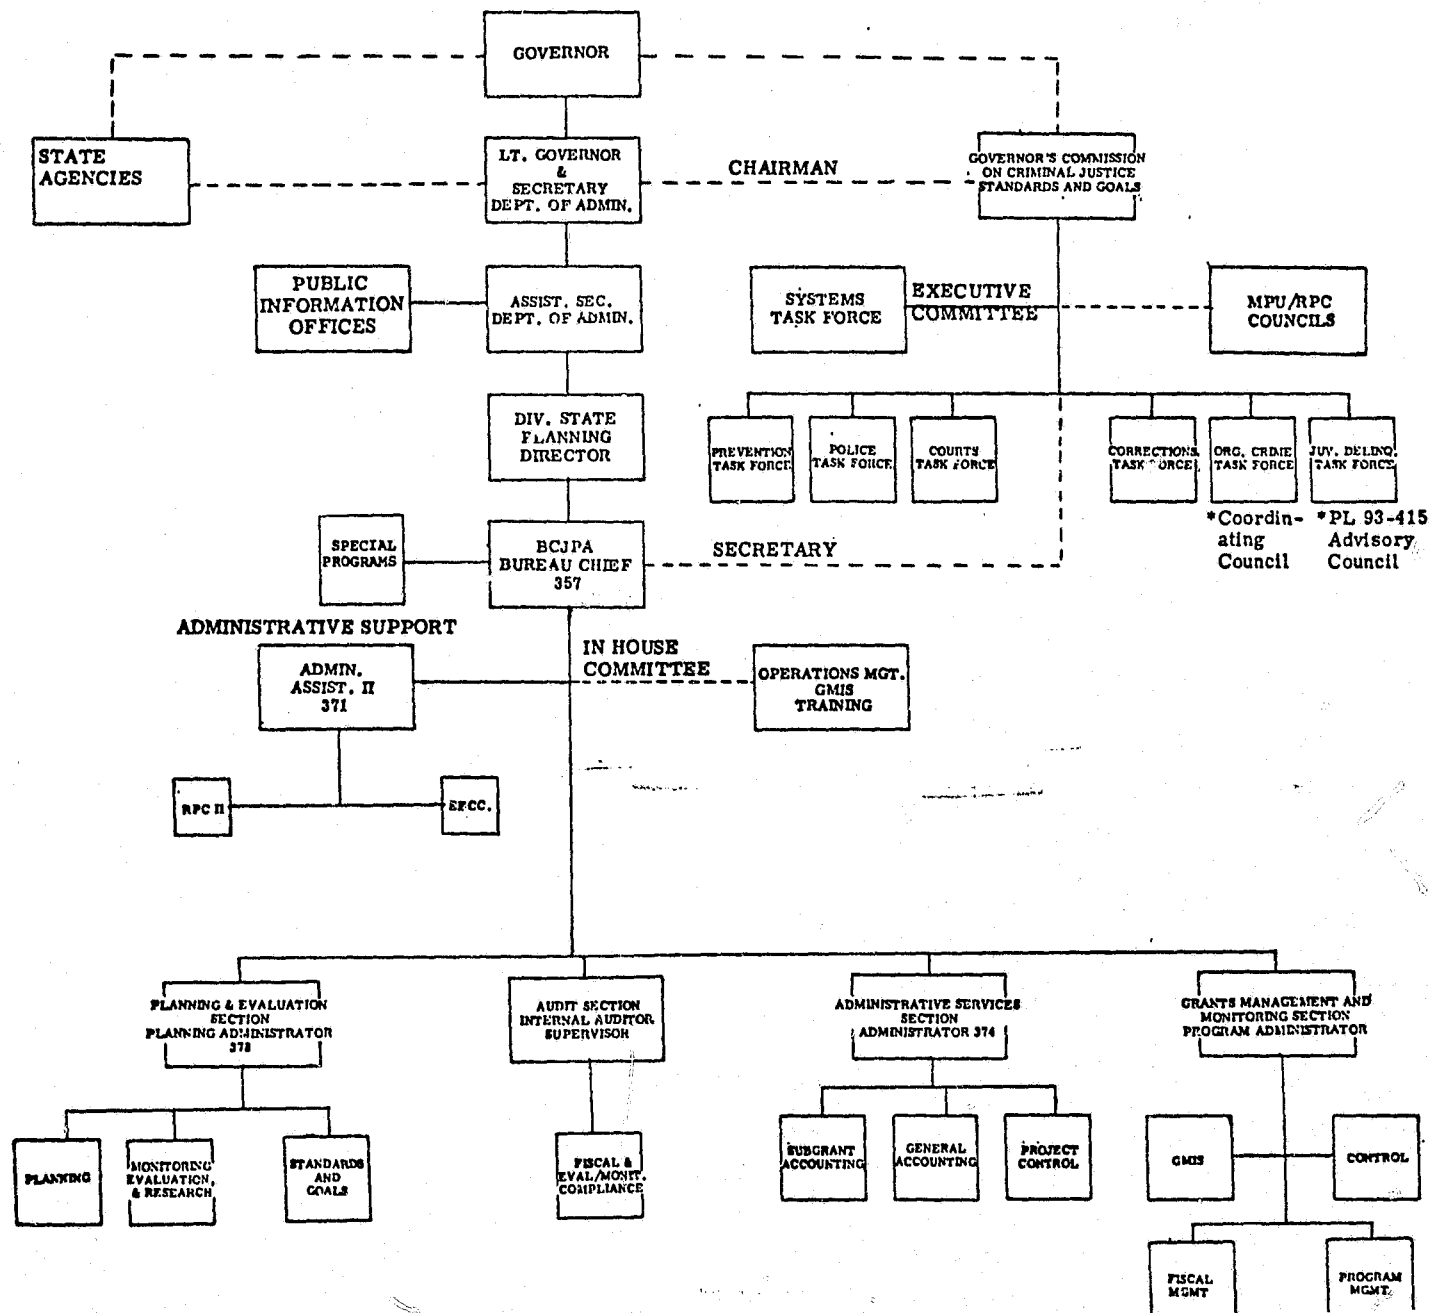 GOVERNOR
STATE
AGENCIES
LT. GOVERNOR
&
SECRETARY
DEPT. OF ADMIN.
CHAIRMAN
GOVERNOR'S COMMISSION
ON CRIMINAL JUSTICE
STANDARDS AND GOALS
PUBLIC
INFORMATION
OFFICES
ASSIST. SEC.
DEPT. OF ADMIN.
SYSTEMS
TASK FORCE
EXECUTIVE
COMMITTEE
MPU/RPC
COUNCILS
DIV. STATE
PLANNING
DIRECTOR
PREVENTION
TASK FORCE
POLICE
TASK FORCE
COURTS
TASK FORCE
CORRECTIONS
TASK FORCE
ORG. CRIME
TASK FORCE
JUV. DELINQ.
TASK FORCE
*Coordin-
ating
Council
*PL 93-415
Advisory
Council
SPECIAL
PROGRAMS
BCJPA
BUREAU CHIEF
357
SECRETARY
ADMINISTRATIVE SUPPORT
ADMIN.
ASSIST. II
371
IN HOUSE
COMMITTEE
OPERATIONS MGT.
GMIS
TRAINING
RPC II
PLANNING & EVALUATION
SECTION
PLANNING ADMINISTRATOR
AUDIT SECTION
INTERNAL AUDITOR
SUPERVISOR
ADMINISTRATIVE SERVICES
SECTION
ADMINISTRATOR 374
GRANTS MANAGEMENT AND
MONITORING SECTION
PROGRAM ADMINISTRATOR
PLANNING
MONITORING
EVALUATION,
& RESEARCH
STANDARDS
AND
GOALS
FISCAL &
EVAL/MONIT.
COMPLIANCE
SUBGRANT
ACCOUNTING
GENERAL
ACCOUNTING
PROJECT
CONTROL
GMIS
CONTROL
FISCAL
MGMT
PROGRAM
MGMT.